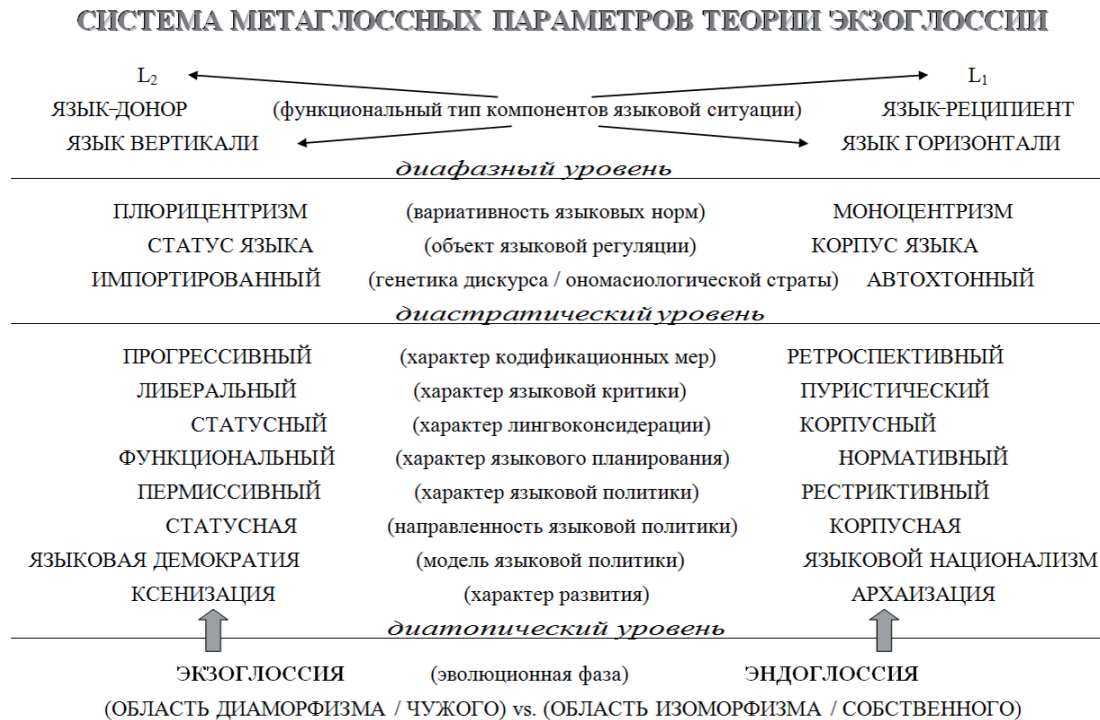 СИСТЕМА МЕТАГЛОССНЫХ ПАРАМЕТРОВ ТЕОРИИ ЭКЗОГЛОССИИ
L₂ L₁
ЯЗЫК-ДОНОР (функциональный тип компонентов языковой ситуации) ЯЗЫК-РЕЦИПИЕНТ
ЯЗЫК ВЕРТИКАЛИ ЯЗЫК ГОРИЗОНТАЛИ
диафазный уровень
ПЛЮРИЦЕНТРИЗМ (вариативность языковых норм) МОНОЦЕНТРИЗМ
СТАТУС ЯЗЫКА (объект языковой регуляции) КОРПУС ЯЗЫКА
ИМПОРТИРОВАННЫЙ (генетика дискурса / ономасиологической страты) АВТОХТОННЫЙ
диастратический уровень
ПРОГРЕССИВНЫЙ (характер кодификационных мер) РЕТРОСПЕКТИВНЫЙ
ЛИБЕРАЛЬНЫЙ (характер языковой критики) ПУРИСТИЧЕСКИЙ
СТАТУСНЫЙ (характер лингвоконсидерации) КОРПУСНЫЙ
ФУНКЦИОНАЛЬНЫЙ (характер языкового планирования) НОРМАТИВНЫЙ
ПЕРМИССИВНЫЙ (характер языковой политики) РЕСТРИКТИВНЫЙ
СТАТУСНАЯ (направленность языковой политики) КОРПУСНАЯ
ЯЗЫКОВАЯ ДЕМОКРАТИЯ (модель языковой политики) ЯЗЫКОВОЙ НАЦИОНАЛИЗМ
КСЕНИЗАЦИЯ (характер развития) АРХАИЗАЦИЯ
диатопический уровень
ЭКЗОГЛОССИЯ (эволюционная фаза) ЭНДОГЛОССИЯ
(ОБЛАСТЬ ДИАМОРФИЗМА / ЧУЖОГО) vs. (ОБЛАСТЬ ИЗОМОРФИЗМА / СОБСТВЕННОГО)